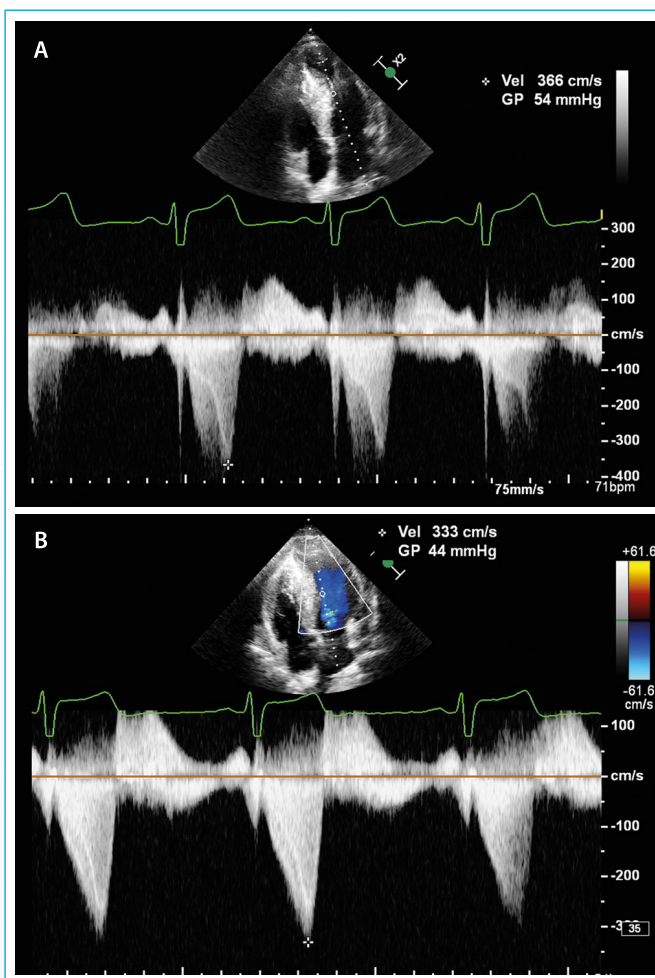 A
X2
Vel 366 cm/s
GP 54 mmHg
300
200
100
cm/s
-100
-200
-300
-400
75mm/s
71bpm
B
Vel 333 cm/s
GP 44 mmHg
+61.6
-61.6
cm/s
100
cm/s
-100
-200
35